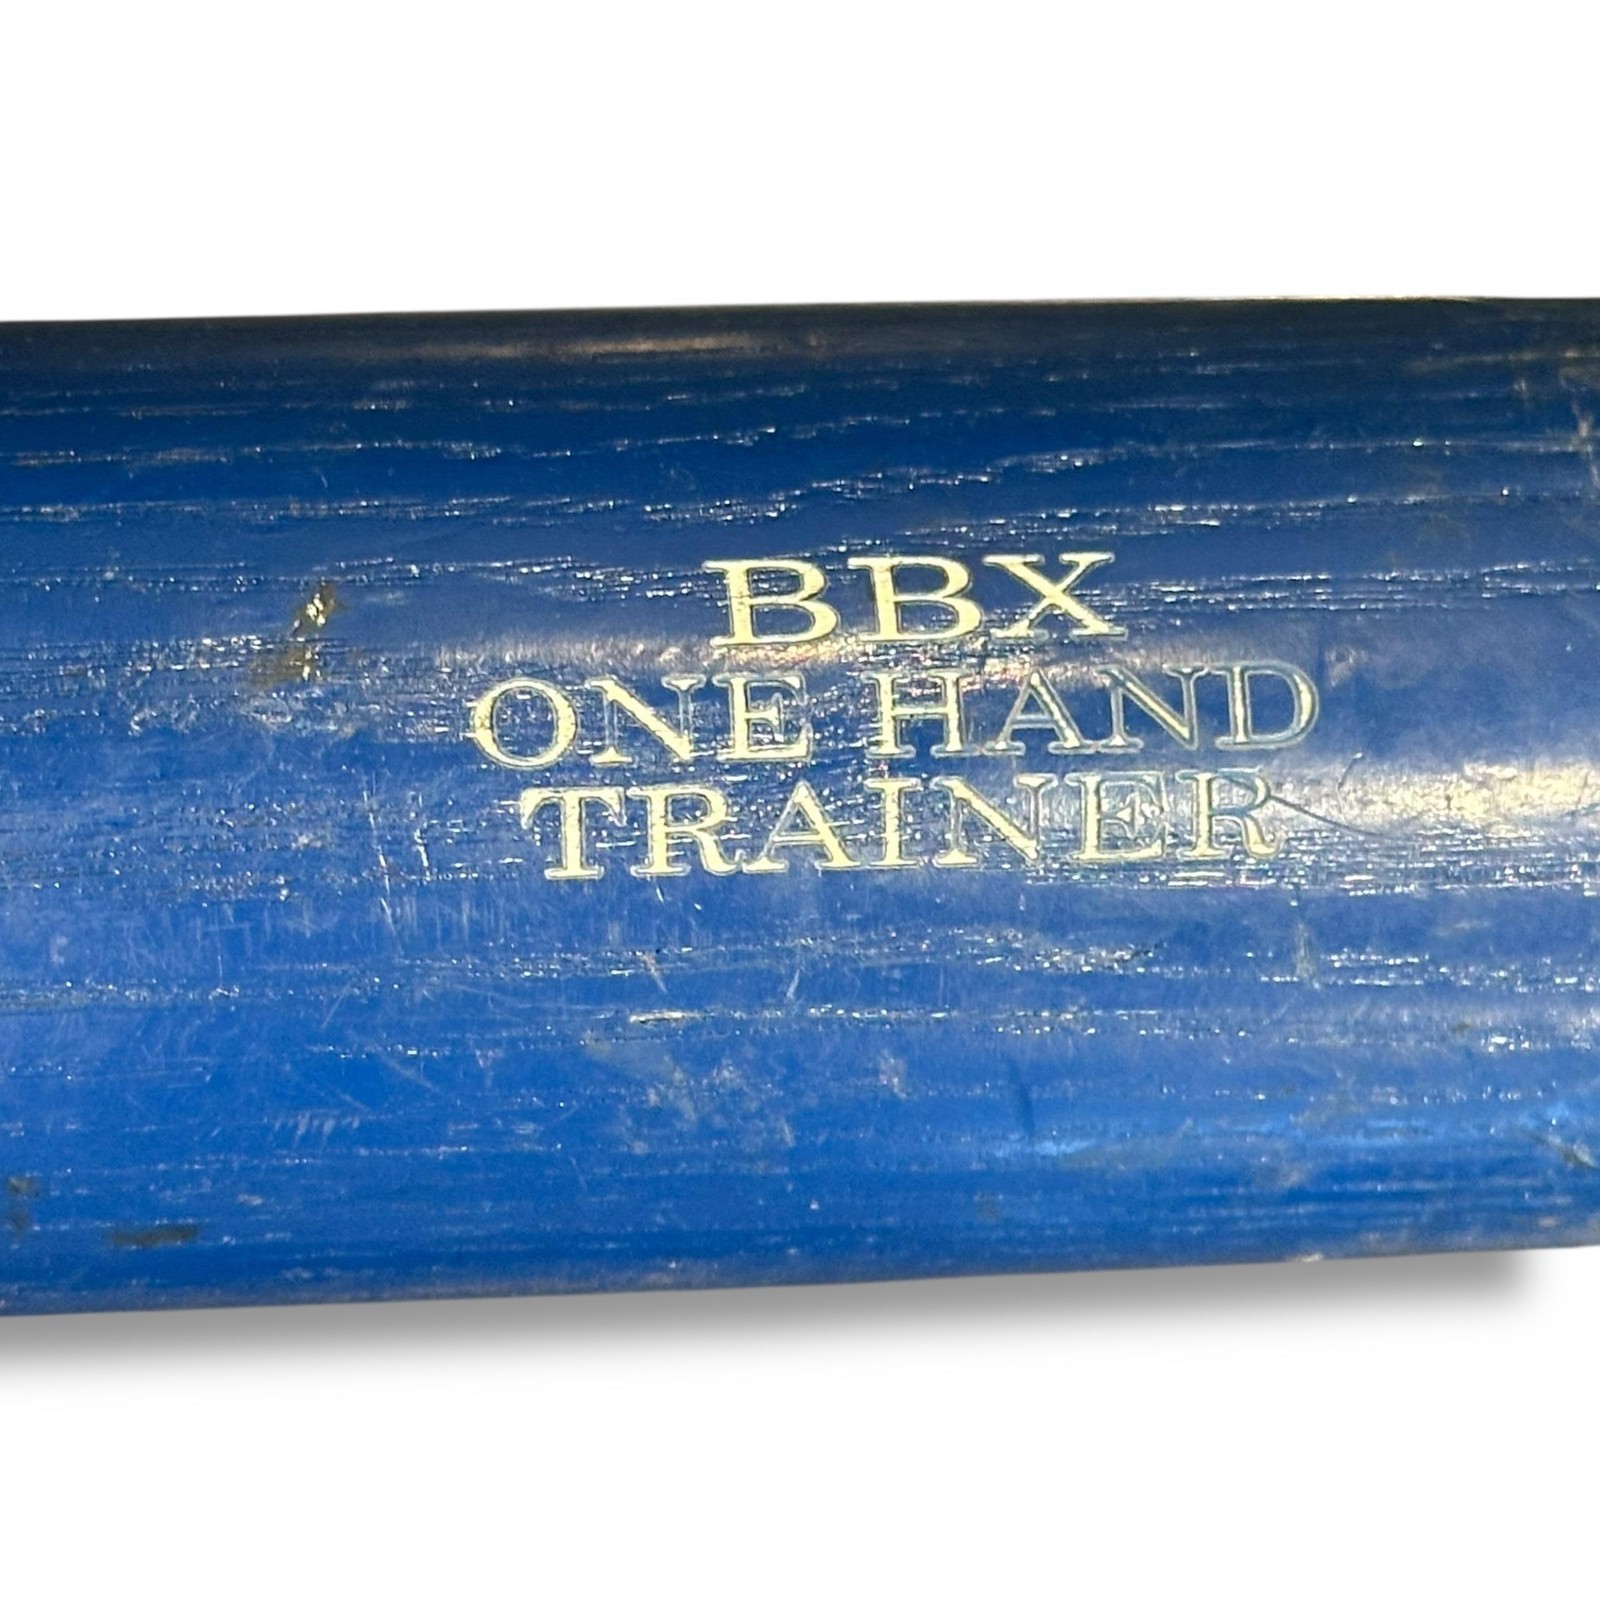 BBX
ONE HAND
TRAINER